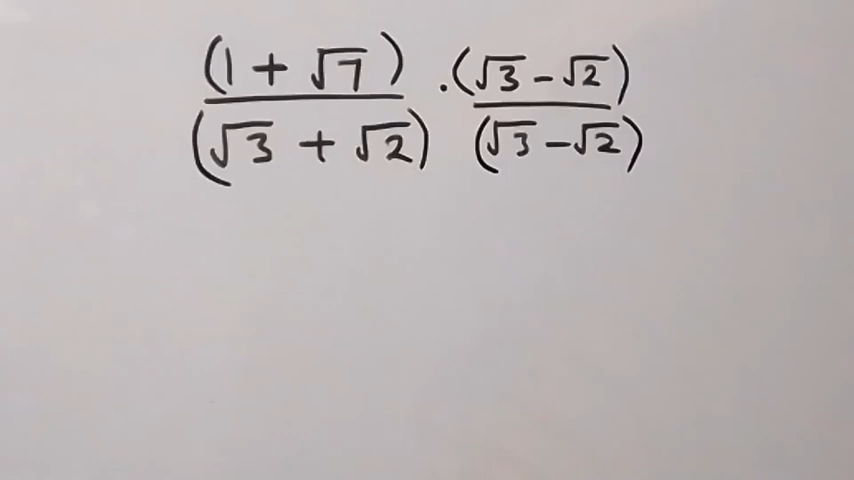 (1 + √7) · (√3 - √2)
(√3 + √2) (√3 - √2)